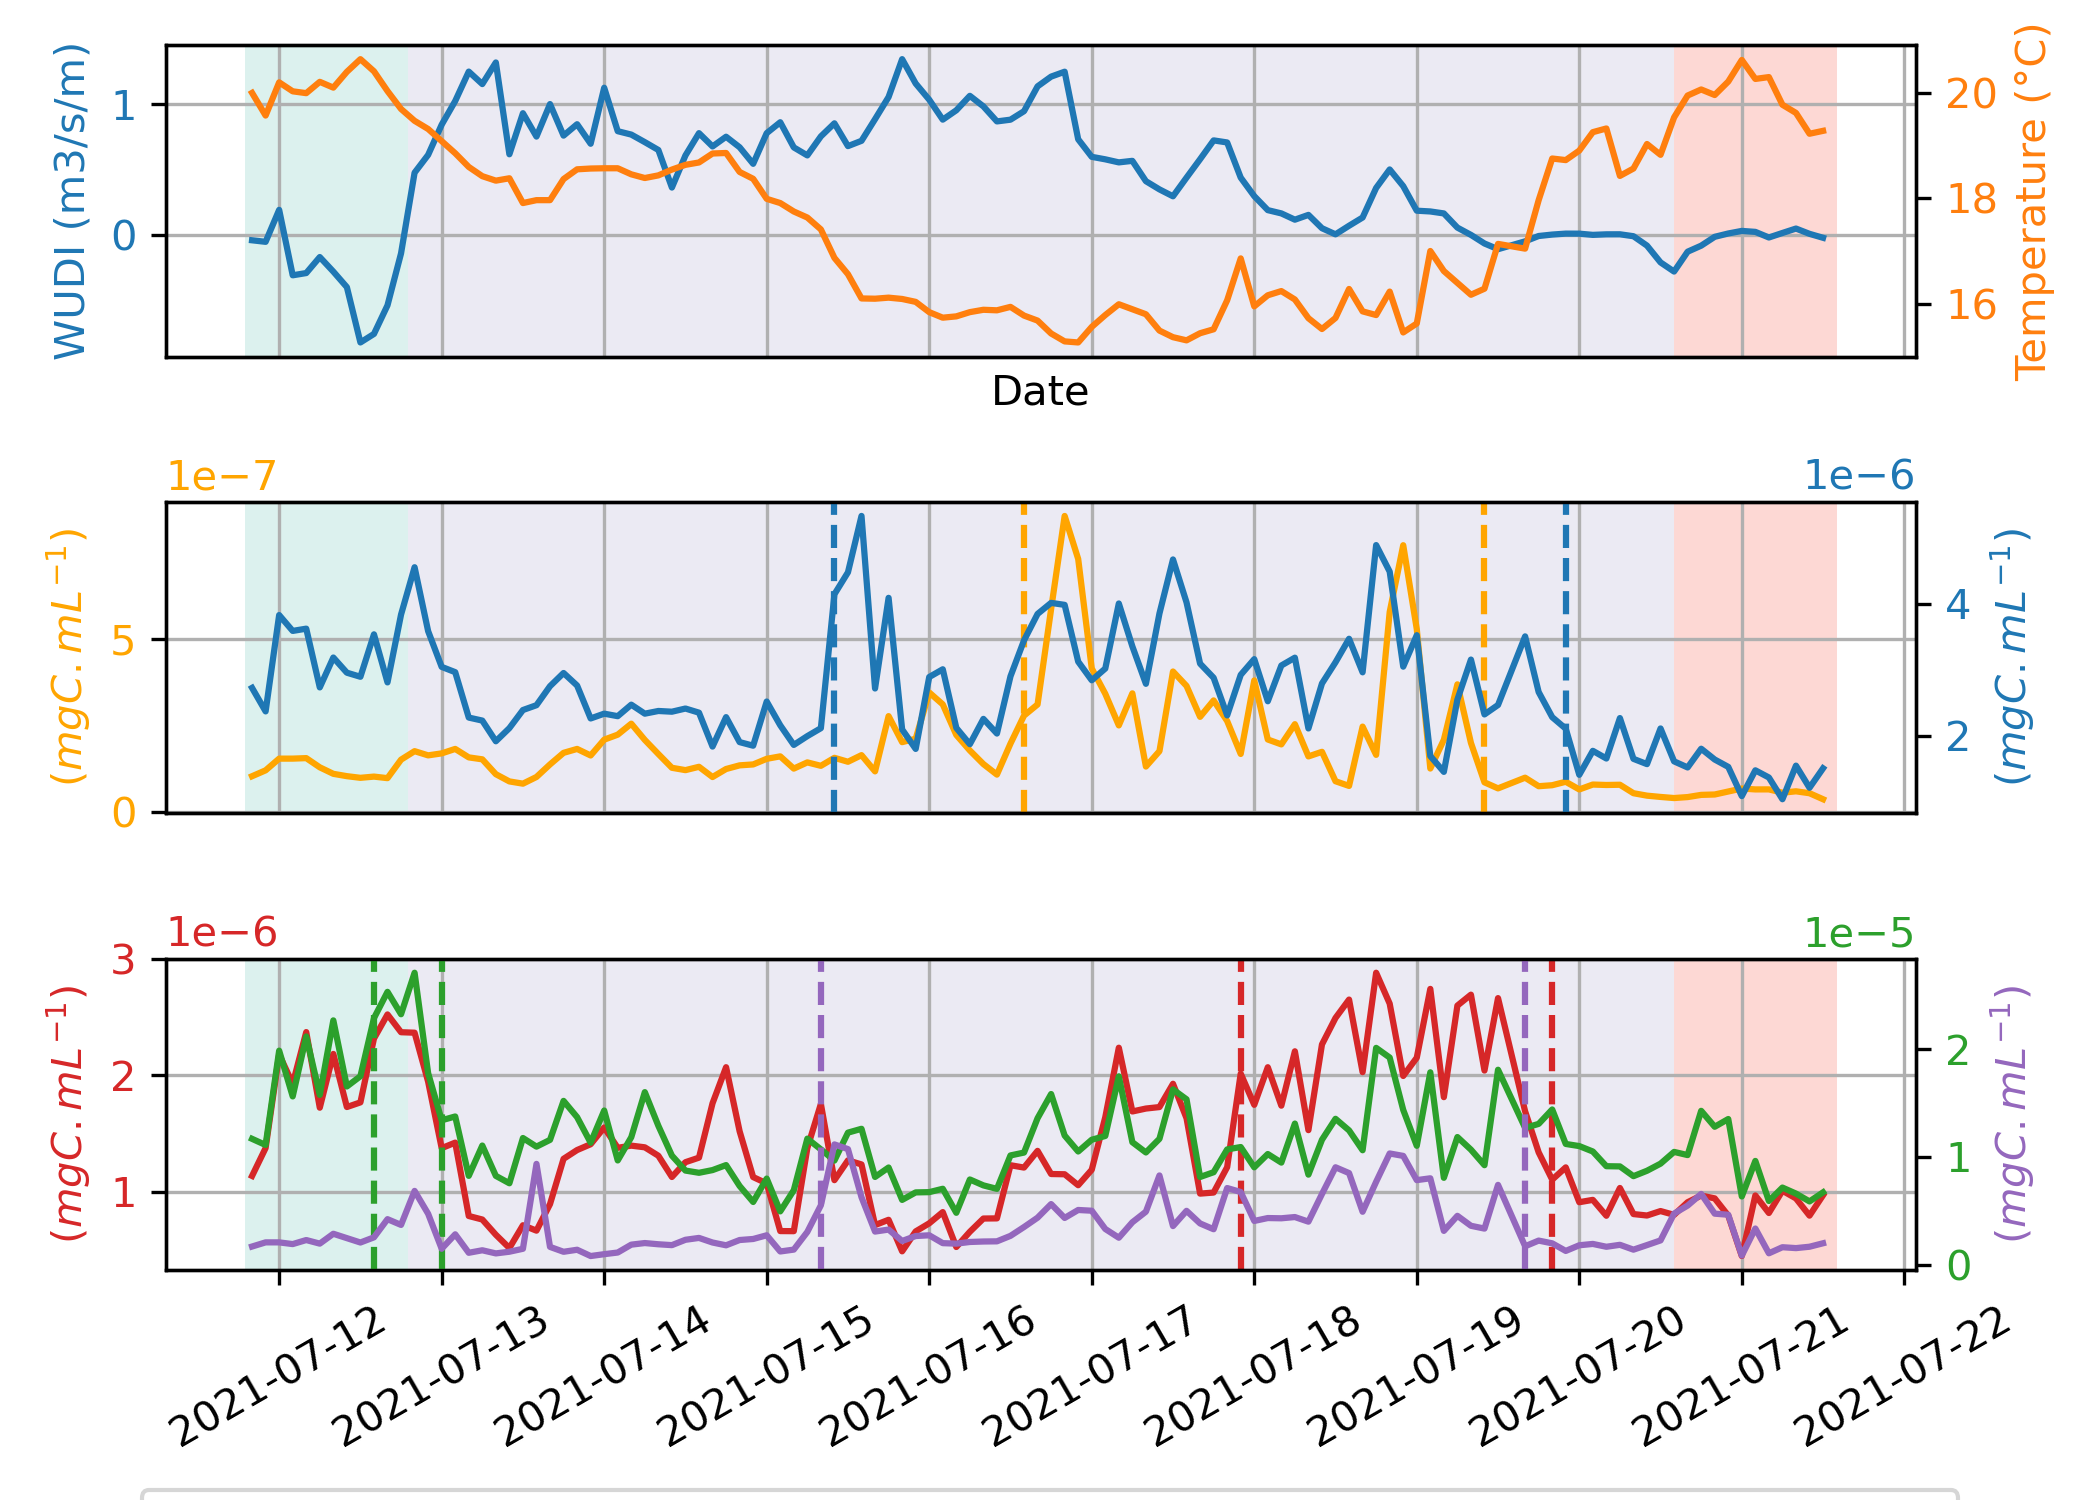 WUDI (m3/s/m)
1
0
20
18
16
Temperature (°C)
Date
1e−7
1e−6
(mgC.mL⁻¹)
5
0
4
2
(mgC.mL⁻¹)
1e−6
1e−5
(mgC.mL⁻¹)
3
2
1
2
1
0
(mgC.mL⁻¹)
2021-07-12
2021-07-13
2021-07-14
2021-07-15
2021-07-16
2021-07-17
2021-07-18
2021-07-19
2021-07-20
2021-07-21
2021-07-22